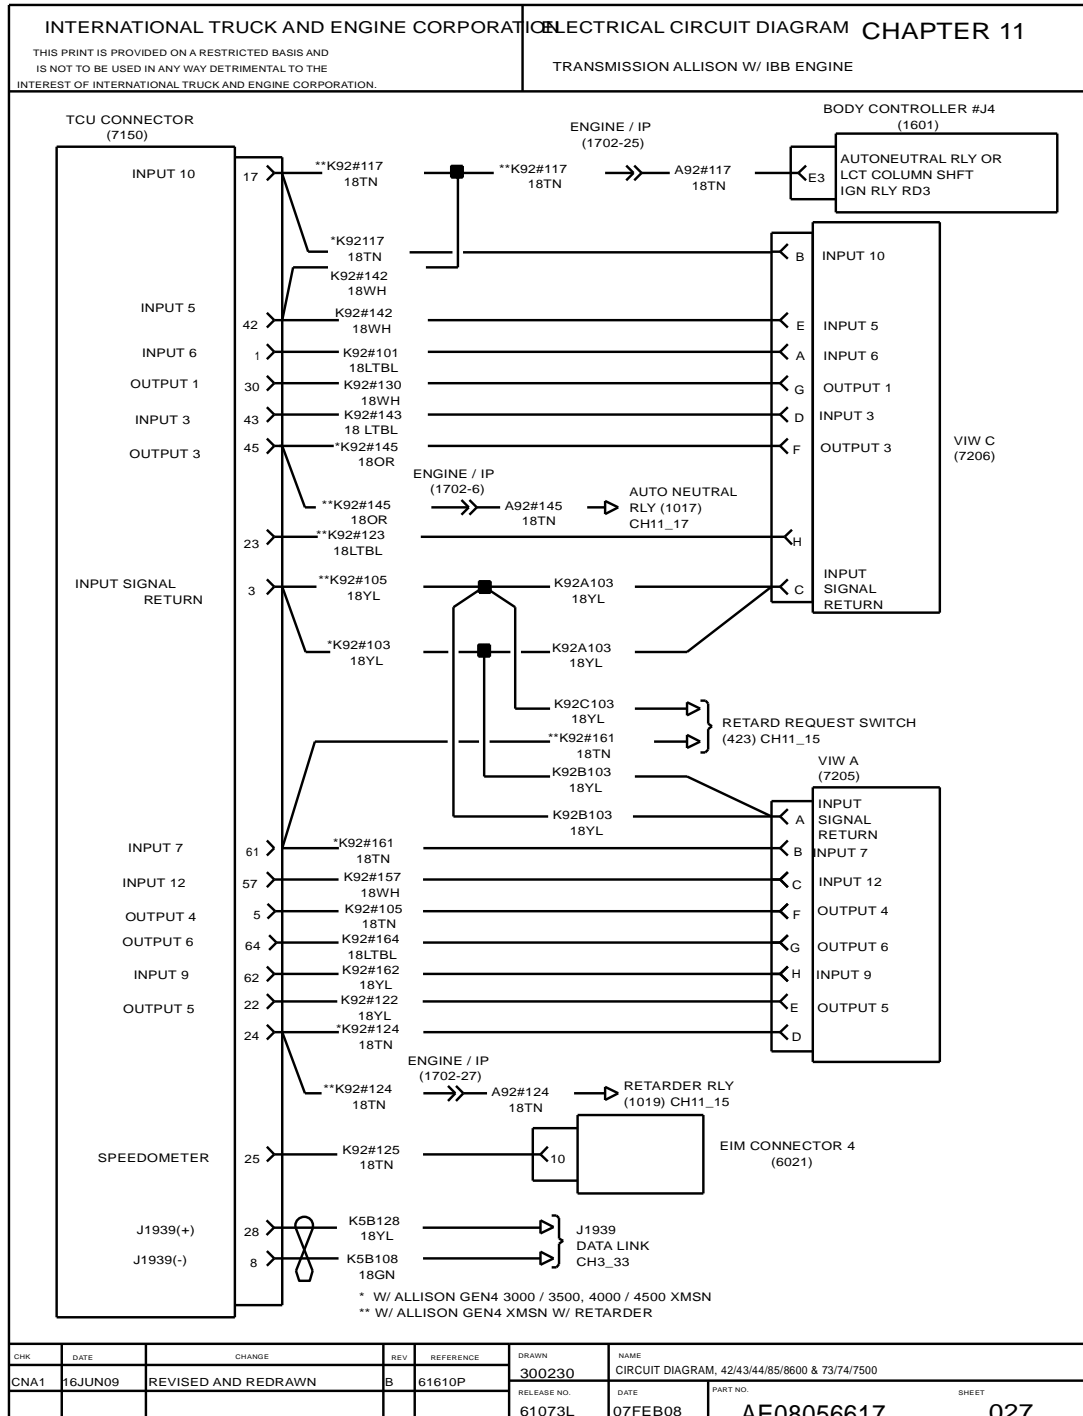 INTERNATIONAL TRUCK AND ENGINE CORPORATION
ELECTRICAL CIRCUIT DIAGRAM CHAPTER 11
THIS PRINT IS PROVIDED ON A RESTRICTED BASIS AND
IS NOT TO BE USED IN ANY WAY DETRIMENTAL TO THE
INTEREST OF INTERNATIONAL TRUCK AND ENGINE CORPORATION.
TRANSMISSION ALLISON W/ IBB ENGINE
TCU CONNECTOR
(7150)
ENGINE / IP
(1702-25)
BODY CONTROLLER #J4
(1601)
INPUT 10
17
**K92#117
18TN
**K92#117
18TN
A92#117
18TN
E3
AUTONEUTRAL RLY OR
LCT COLUMN SHFT
IGN RLY RD3
*K92117
18TN
B
INPUT 10
K92#142
18WH
INPUT 5
42
K92#142
18WH
E
INPUT 5
INPUT 6
1
K92#101
18LTBL
A
INPUT 6
OUTPUT 1
30
K92#130
18WH
G
OUTPUT 1
INPUT 3
43
K92#143
18 LTBL
D
INPUT 3
OUTPUT 3
45
*K92#145
18OR
F
OUTPUT 3
VIW C
(7206)
ENGINE / IP
(1702-6)
**K92#145
18OR
A92#145
18TN
AUTO NEUTRAL
RLY (1017)
CH11_17
23
**K92#123
18LTBL
H
INPUT SIGNAL
RETURN
3
**K92#105
18YL
K92A103
18YL
C
INPUT
SIGNAL
RETURN
*K92#103
18YL
K92A103
18YL
K92C103
18YL
**K92#161
18TN
RETARD REQUEST SWITCH
(423) CH11_15
K92B103
18YL
VIW A
(7205)
K92B103
18YL
A
INPUT
SIGNAL
RETURN
INPUT 7
61
*K92#161
18TN
B
INPUT 7
INPUT 12
57
K92#157
18WH
C
INPUT 12
OUTPUT 4
5
K92#105
18TN
F
OUTPUT 4
OUTPUT 6
64
K92#164
18LTBL
G
OUTPUT 6
INPUT 9
62
K92#162
18YL
H
INPUT 9
OUTPUT 5
22
K92#122
18YL
E
OUTPUT 5
24
*K92#124
18TN
D
ENGINE / IP
(1702-27)
**K92#124
18TN
A92#124
18TN
RETARDER RLY
(1019) CH11_15
SPEEDOMETER
25
K92#125
18TN
10
EIM CONNECTOR 4
(6021)
J1939(+)
28
K5B128
18YL
J1939(-)
8
K5B108
18GN
J1939
DATA LINK
CH3_33
* W/ ALLISON GEN4 3000 / 3500, 4000 / 4500 XMSN
** W/ ALLISON GEN4 XMSN W/ RETARDER
CHK DATE CHANGE REV REFERENCE DRAWN NAME
CNA1 16JUN09 REVISED AND REDRAWN B 61610P 300230 CIRCUIT DIAGRAM, 42/43/44/85/8600 & 73/74/7500
RELEASE NO. DATE PART NO. SHEET
61073L 07FEB08 AE08056617 027